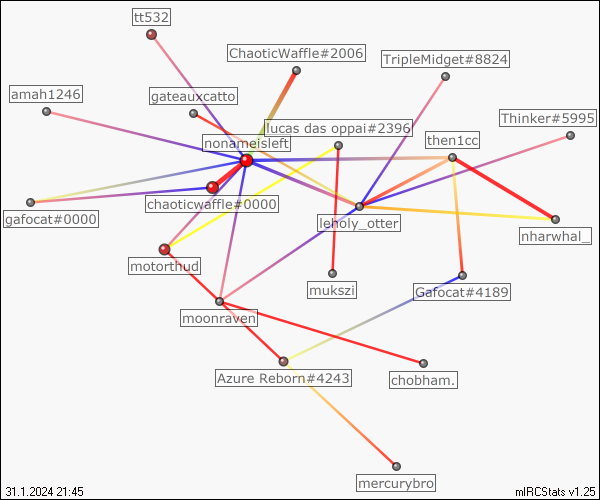 tt532
ChaoticWaffle#2006
TripleMidget#8824
amah1246
gateauxcatto
Thinker#5995
lucas das oppai#2396
nonameisleft
then1cc
chaoticwaffle#0000
gafocat#0000
leholy_otter
nharwhal_
motorthud
mukszi
Gafocat#4189
moonraven
Azure Reborn#4243
chobham.
mercurybro
31.1.2024 21:45
mIRCStats v1.25